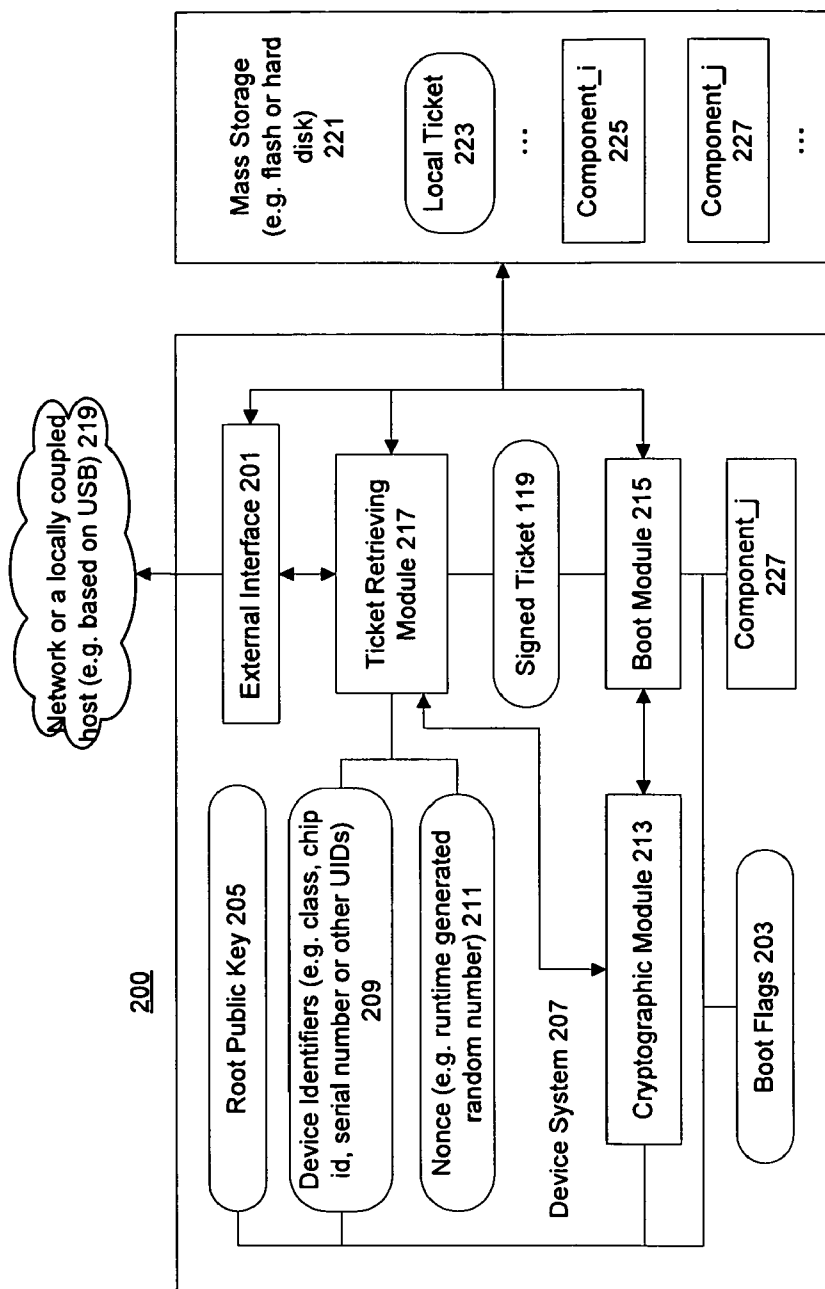 200
Network or a locally coupled
host (e.g. based on USB) 219
Root Public Key 205
Device Identifiers (e.g. class, chip
id, serial number or other UIDs)
209
Nonce (e.g. runtime generated
random number) 211
Device System 207
Cryptographic Module 213
Boot Flags 203
External Interface 201
Ticket Retrieving
Module 217
Signed Ticket 119
Boot Module 215
Component_j
227
Mass Storage
(e.g. flash or hard
disk)
221
Local Ticket
223
...
Component_i
225
Component_j
227
...